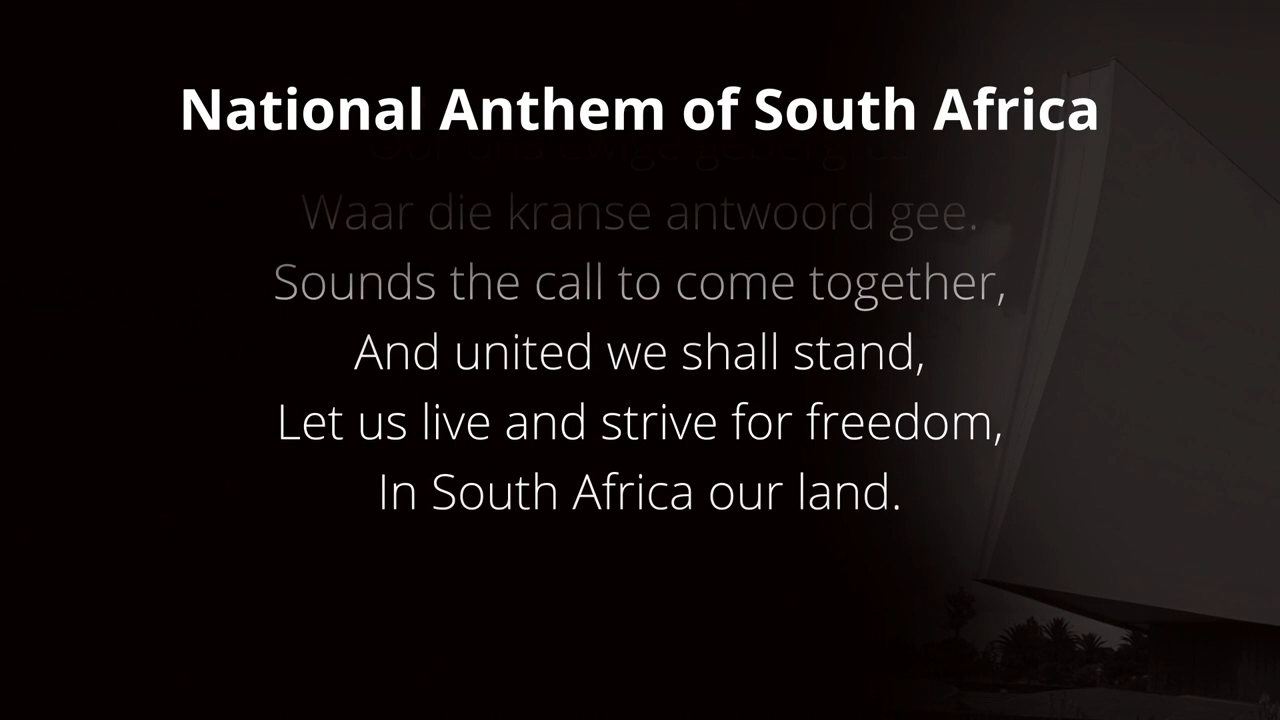 National Anthem of South Africa
Waar die kranse antwoord gee.
Sounds the call to come together,
And united we shall stand,
Let us live and strive for freedom,
In South Africa our land.